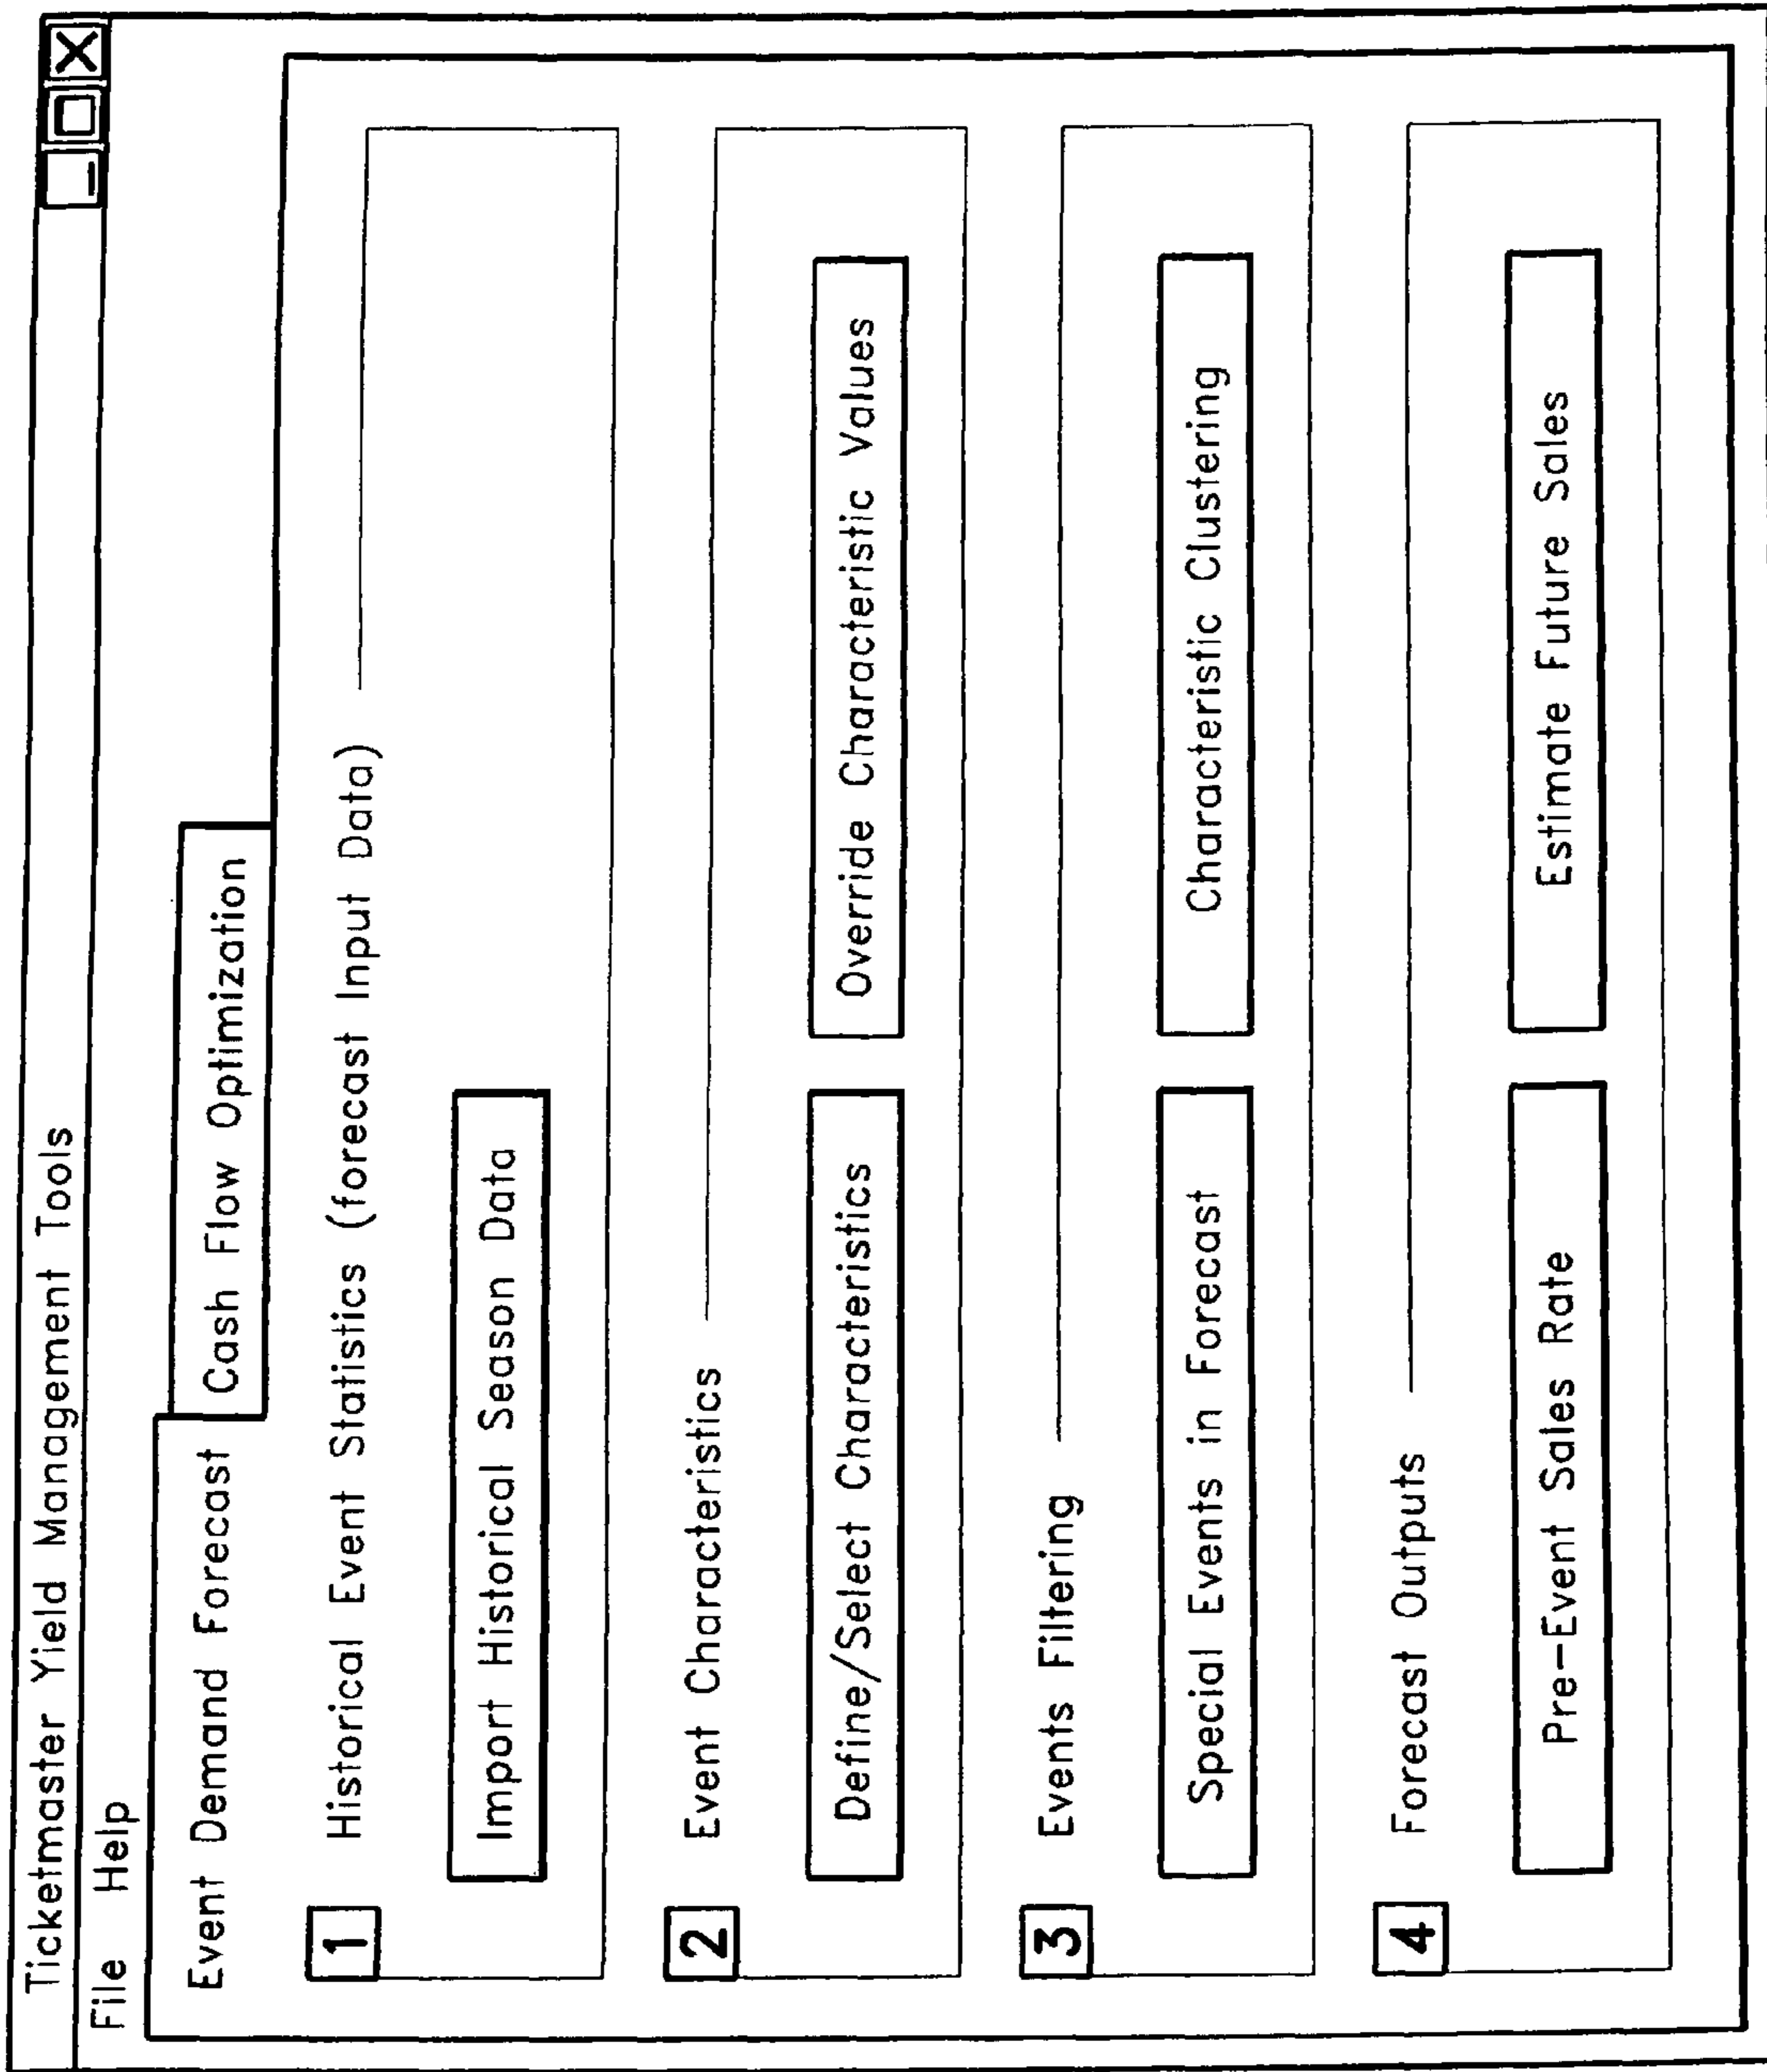 Ticketmaster Yield Management Tools
File Help
Event Demand Forecast
Cash Flow Optimization
1 Historical Event Statistics (forecast Input Data)
Import Historical Season Data
2 Event Characteristics
Define/Select Characteristics
Override Characteristic Values
3 Events Filtering
Special Events in Forecast
Characteristic Clustering
4 Forecast Outputs
Pre-Event Sales Rate
Estimate Future Sales